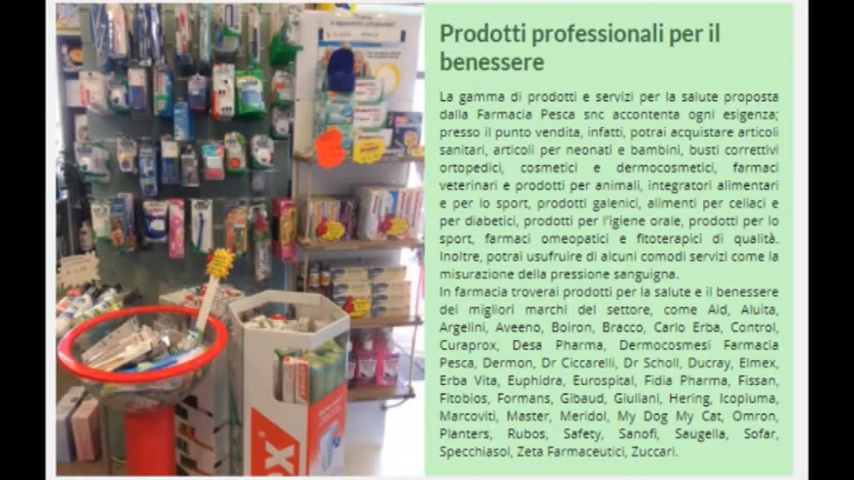 Prodotti professionali per il
benessere
La gamma di prodotti e servizi per la salute proposta
dalla Farmacia Pesca snc accontenta ogni esigenza;
presso il punto vendita, infatti, potrai acquistare articoli
sanitari, articoli per neonati e bambini, busti correttivi
ortopedici, cosmetici e dermocosmetici, farmaci
veterinari e prodotti per animali, integratori alimentari
e per lo sport, prodotti galenici, alimenti per celiaci e
per diabetici, prodotti per l'igiene orale, prodotti per lo
sport, farmaci omeopatici e fitoterapici di qualità.
Inoltre, potrai usufruire di alcuni comodi servizi come la
misurazione della pressione sanguigna.
In farmacia troverai prodotti per la salute e il benessere
dei migliori marchi del settore, come Aid, Aluita,
Argelini, Aveeno, Boiron, Bracco, Carlo Erba, Control,
Curaprox, Desa Pharma, Dermocosmesi Farmacia
Pesca, Dermon, Dr Ciccarelli, Dr Scholl, Ducray, Elmex,
Erba Vita, Euphidra, Eurospital, Fidia Pharma, Fissan,
Fitobios, Formans, Gibaud, Giuliani, Hering, Icopiuma,
Marcoviti, Master, Meridol, My Dog My Cat, Omron,
Planters, Rubos, Safety, Sanofi, Saugella, Sofar,
Specchiasol, Zeta Farmaceutici, Zuccari.